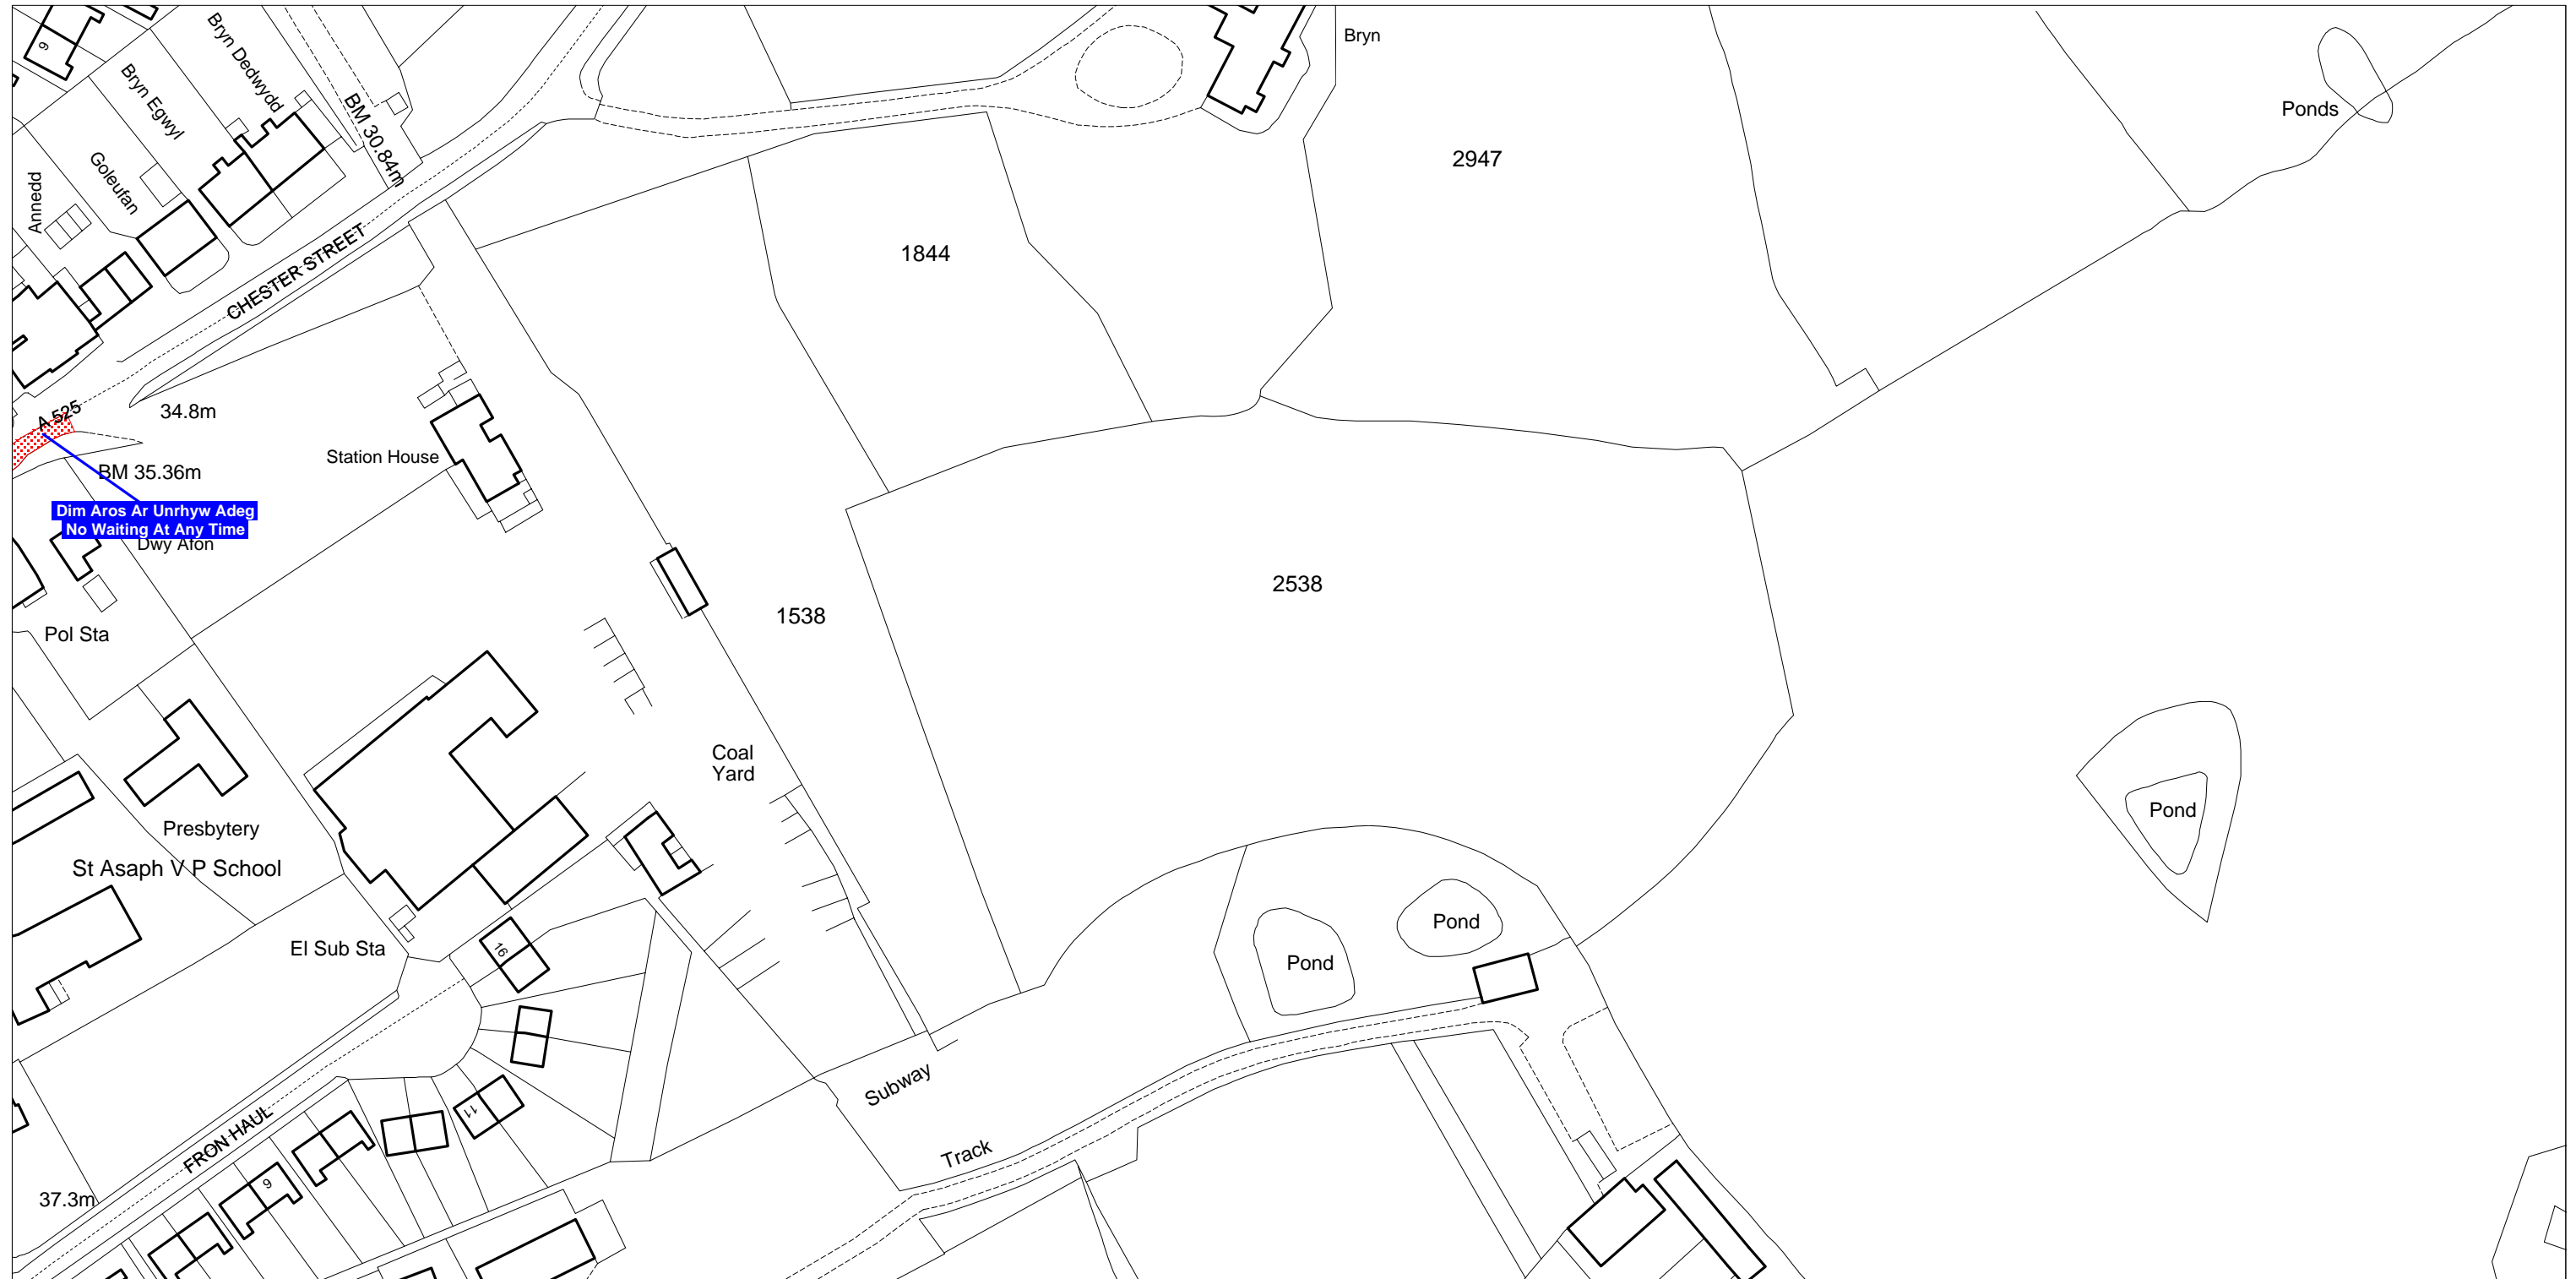 9
Bryn Dedwydd
Bryn
Bryn Egwyl
BM 30.84m
Ponds
Goleufan
Annedd
2947
1844
CHESTER STREET
A 525
34.8m
Station House
BM 35.36m
Dim Aros Ar Unrhyw Adeg
No Waiting At Any Time
Dwy Afon
2538
1538
Pol Sta
Coal
Yard
Pond
Presbytery
St Asaph V P School
Pond
Pond
El Sub Sta
16
Subway
11
FRON HAUL
Track
9
37.3m